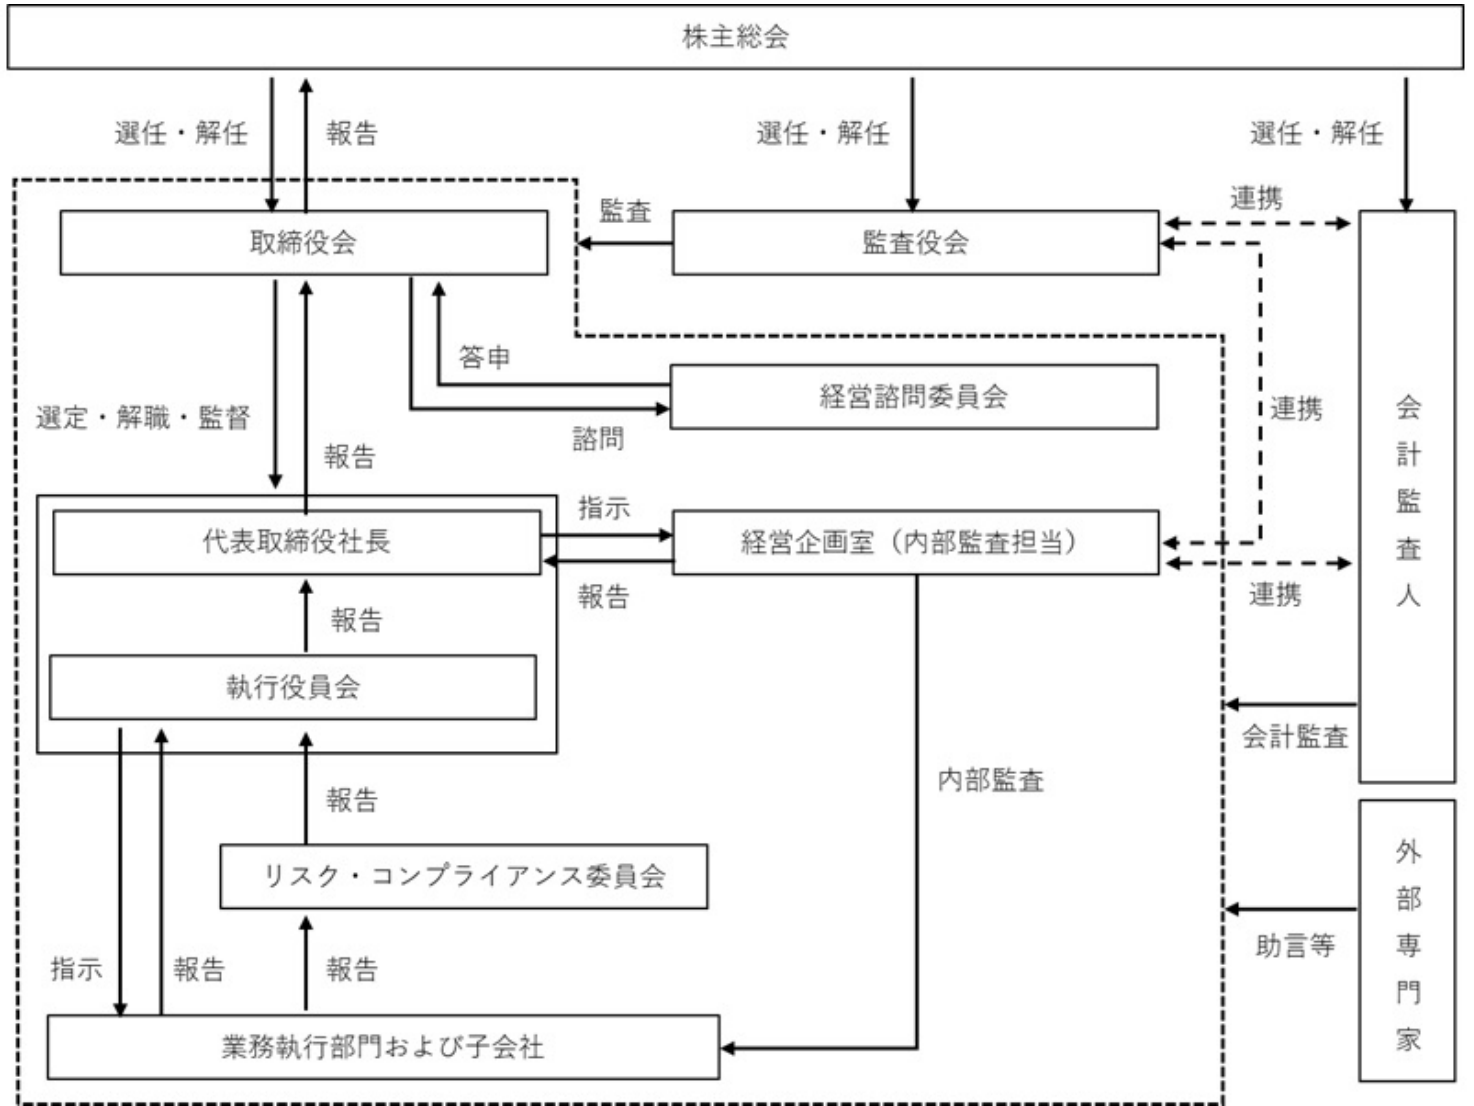 株主総会
選任・解任
報告
選任・解任
選任・解任
取締役会
監査
監査役会
連携
答申
経営諮問委員会
諮問
連携
選定・解職・監督
報告
会計監査人
代表取締役社長
指示
経営企画室（内部監査担当）
報告
連携
報告
執行役員会
会計監査
報告
内部監査
リスク・コンプライアンス委員会
外部専門家
助言等
指示
報告
報告
業務執行部門および子会社